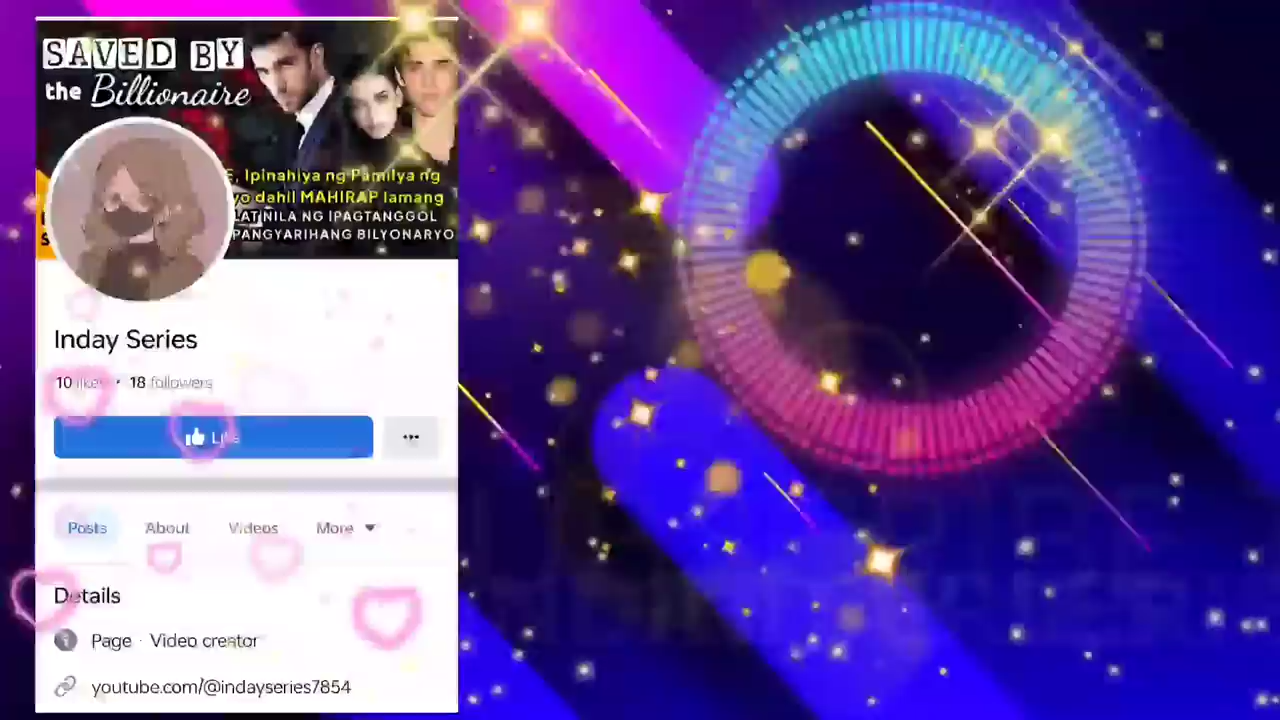 SAVED BY
the Billionaire
E, Ipinahiya ng Pamilya ng
yo dahil MAHIRAP lamang
NILA NG IPAGTANGGOL
PANGYARIHANG BILYONARYO
Inday Series
10 likes · 18 followers
Like
Posts About Videos More
Details
Page · Video creator
youtube.com/@indayseries7854